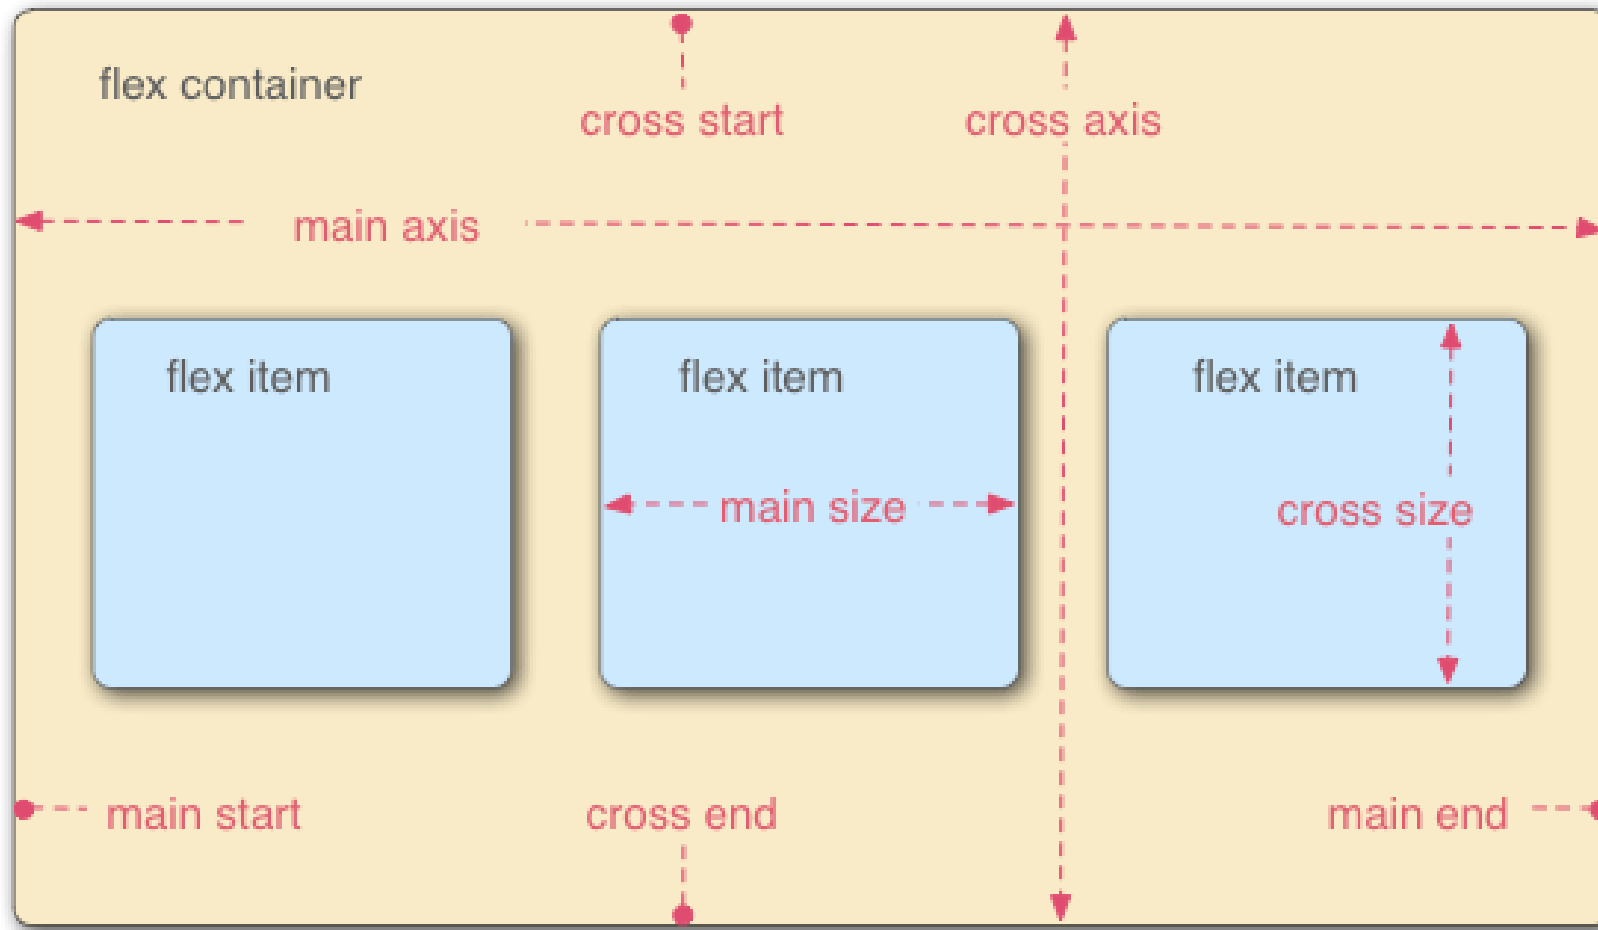 flex container
cross start
cross axis
main axis
flex item
flex item
flex item
main size
cross size
main start
cross end
main end